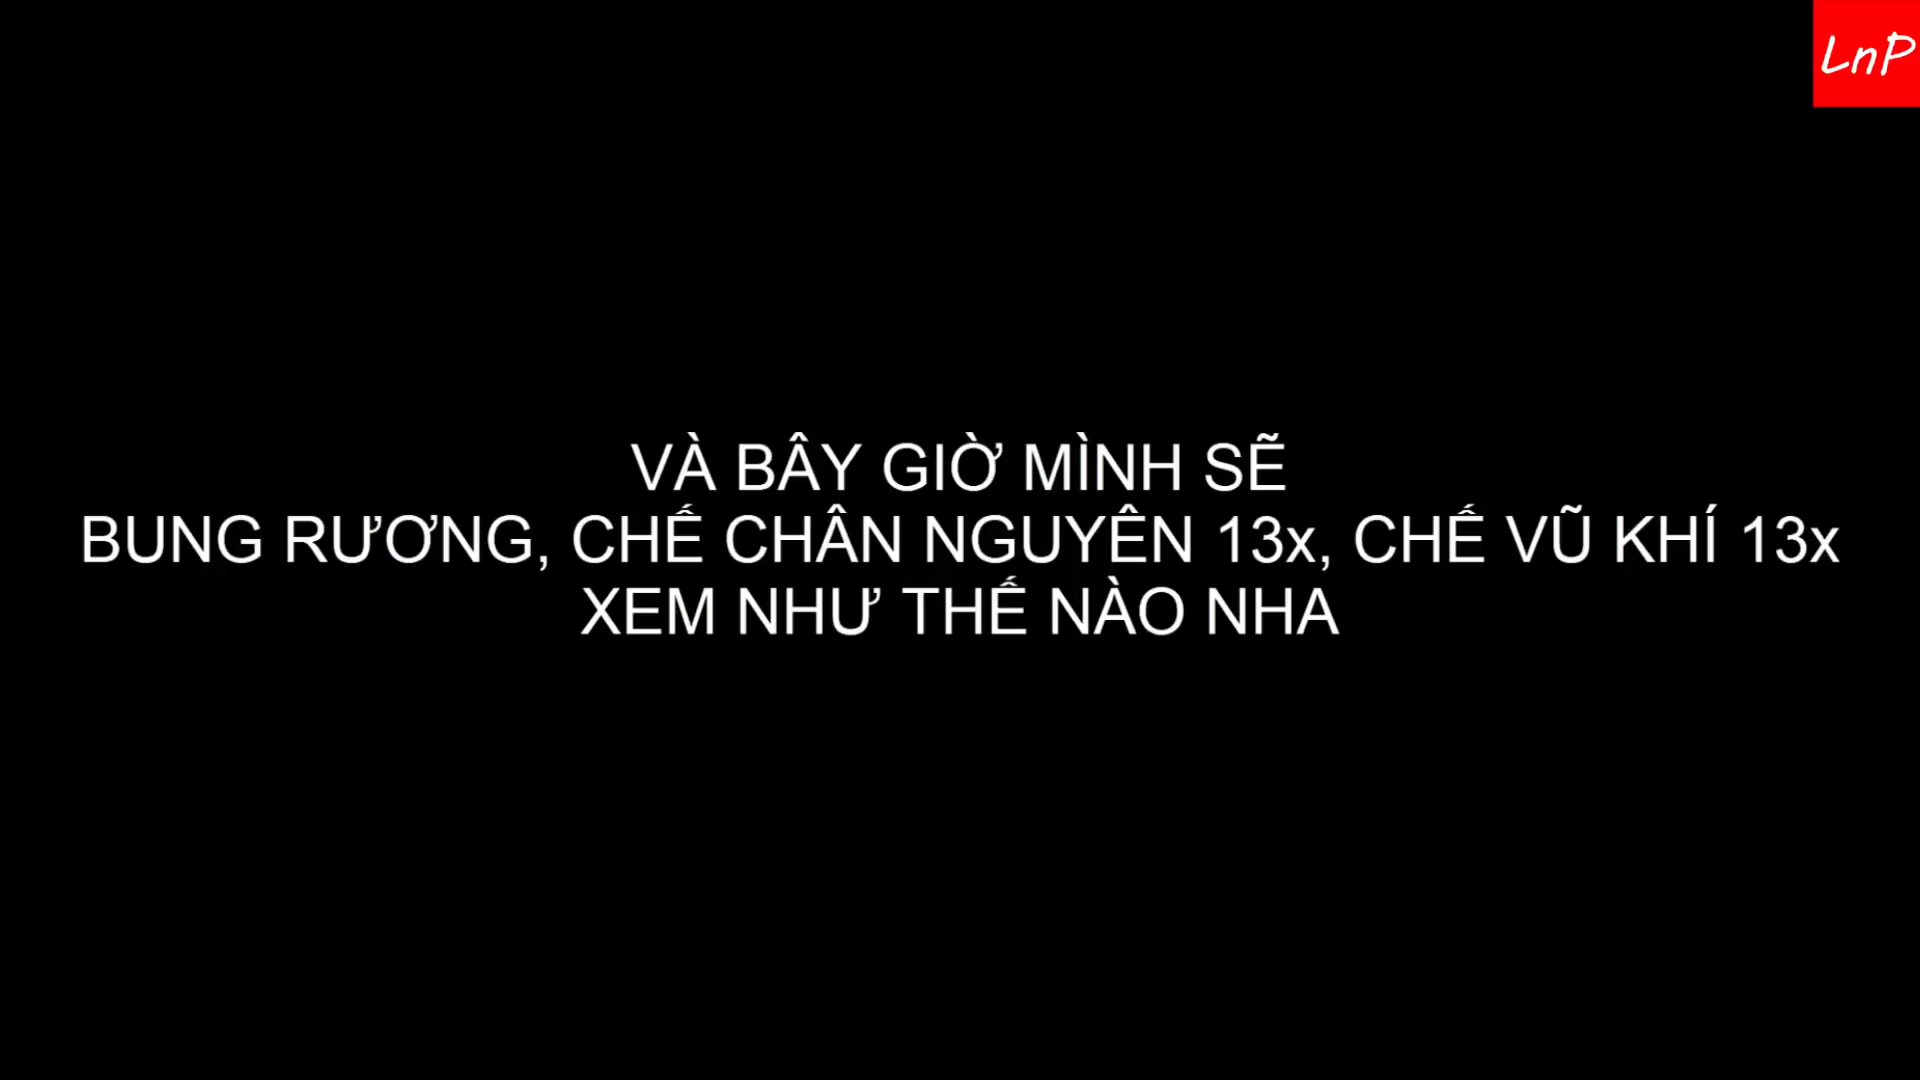 LnP
VÀ BÂY GIỜ MÌNH SẼ
BUNG RƯƠNG, CHẾ CHÂN NGUYÊN 13x, CHẾ VŨ KHÍ 13x
XEM NHƯ THẾ NÀO NHA